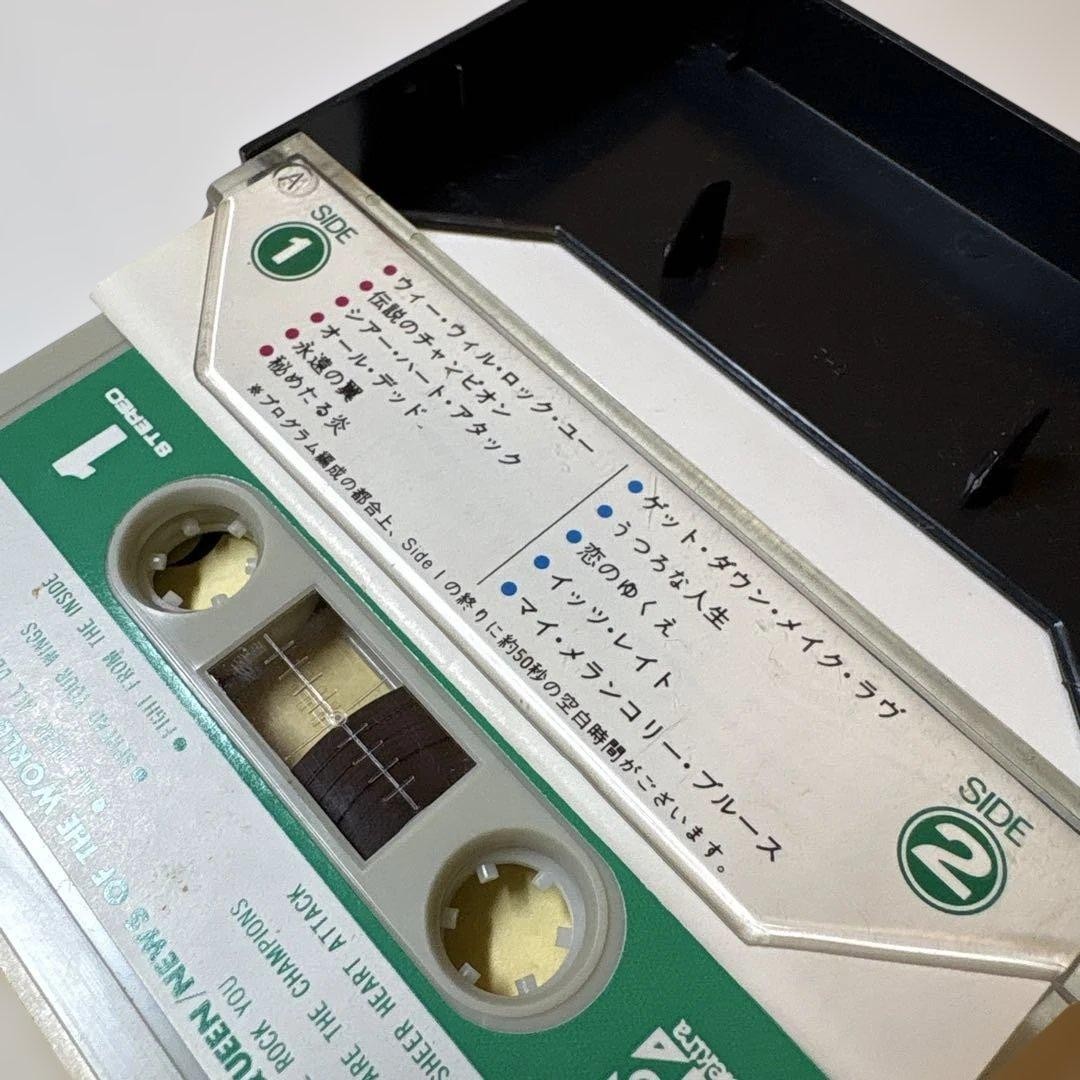 A
SIDE
1
ウィー・ウィル・ロック・ユー
伝説のチャンピオン
シアー・ハート・アタック
オール・デッド
永遠の翼
秘めたる炎
※プログラム編成の都合上、Side 1の終りに約50秒の空白時間がございます。
ゲット・ダウン・メイク・ラヴ
うつろな人生
恋のゆくえ
イッツ・レイト
マイ・メランコリー・ブルース
SIDE
2
STEREO
1
QUEEN/NEWS OF THE WORL
ROCK YOU
ARE THE CHAMPIONS
SHEER HEART ATTACK
YOUR WINGS
FROM THE INSIDE